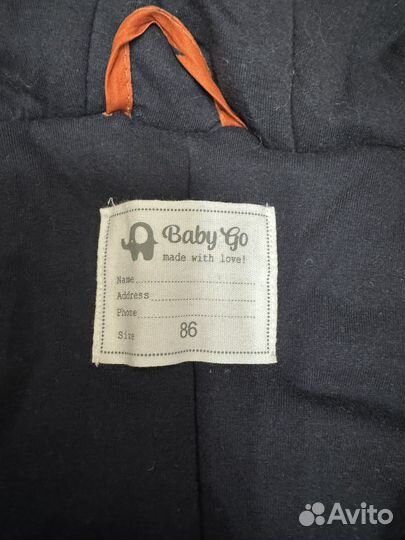 Baby Go
made with love!
Name
Address
Phone
Size 86
Avito